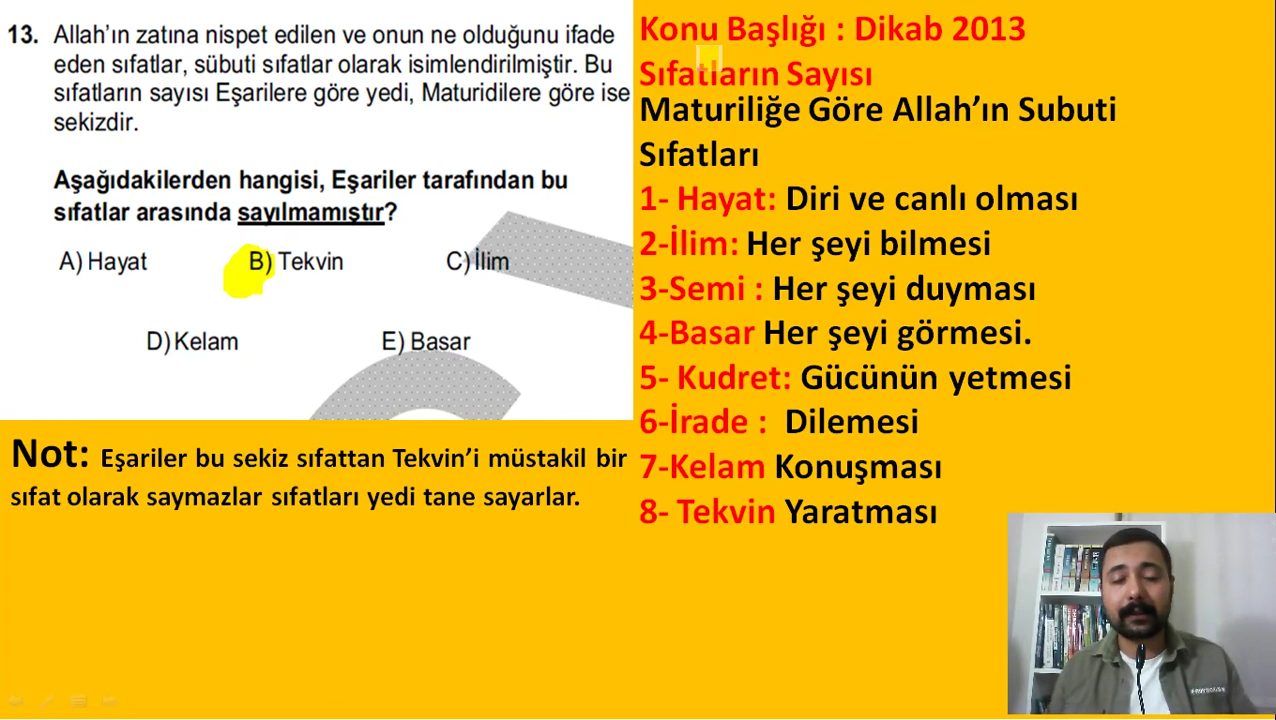 13. Allah'ın zatına nispet edilen ve onun ne olduğunu ifade
eden sıfatlar, sübuti sıfatlar olarak isimlendirilmiştir. Bu
sıfatların sayısı Eşarilere göre yedi, Maturidilere göre ise
sekizdir.
Aşağıdakilerden hangisi, Eşariler tarafından bu
sıfatlar arasında sayılmamıştır?
A) Hayat B) Tekvin C) İlim
D) Kelam E) Basar
Not: Eşariler bu sekiz sıfattan Tekvin'i müstakil bir
sıfat olarak saymazlar sıfatları yedi tane sayarlar.
Konu Başlığı : Dikab 2013
Sıfatların Sayısı
Maturiliğe Göre Allah'ın Subuti
Sıfatları
1- Hayat: Diri ve canlı olması
2-İlim: Her şeyi bilmesi
3-Semi : Her şeyi duyması
4-Basar Her şeyi görmesi.
5- Kudret: Gücünün yetmesi
6-İrade : Dilemesi
7-Kelam Konuşması
8- Tekvin Yaratması